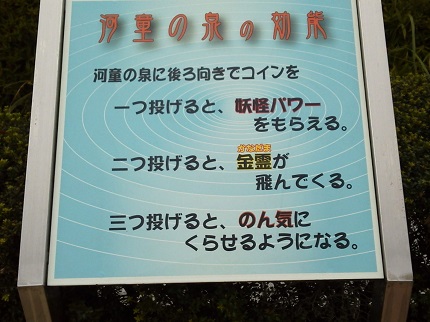 河童の泉の効能
河童の泉に後ろ向きでコインを
一つ投げると、妖怪パワー
をもらえる。
かなだま
二つ投げると、金霊が
飛んでくる。
三つ投げると、のん気に
くらせるようになる。